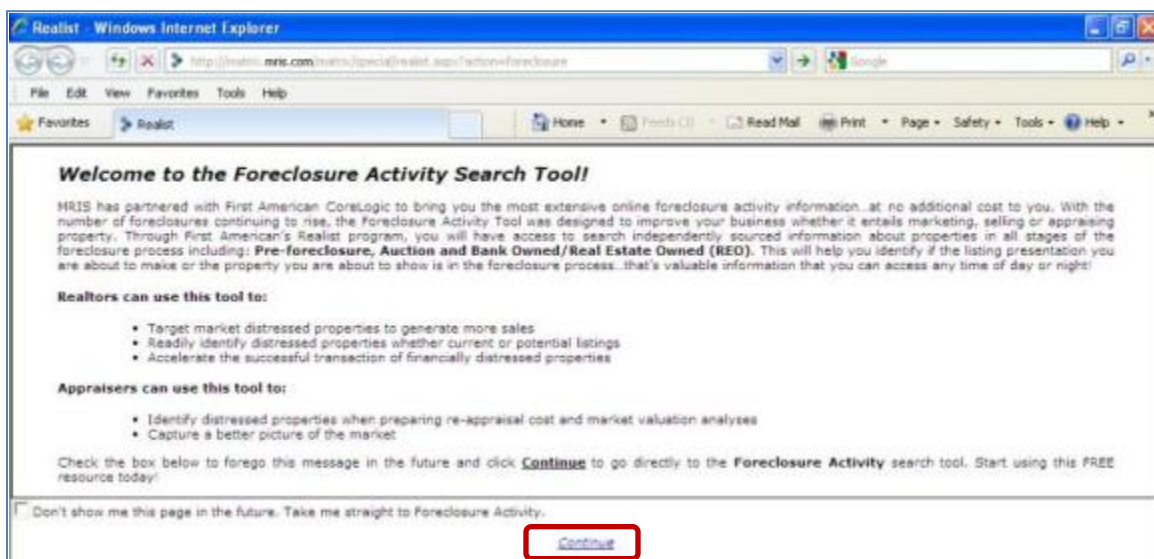 Realist - Windows Internet Explorer
http://matrix.mris.com/matrix/special/realist.aspx?action=foreclosure
Google
File Edit View Favorites Tools Help
Favorites Realist Home Feeds Read Mail Print Page Safety Tools Help
Welcome to the Foreclosure Activity Search Tool!
MRIS has partnered with First American CoreLogic to bring you the most extensive online foreclosure activity information...at no additional cost to you. With the
number of foreclosures continuing to rise, the Foreclosure Activity Tool was designed to improve your business whether it entails marketing, selling or appraising
property. Through First American's Realist program, you will have access to search independently sourced information about properties in all stages of the
foreclosure process including: Pre-foreclosure, Auction and Bank Owned/Real Estate Owned (REO). This will help you identify if the listing presentation you
are about to make or the property you are about to show is in the foreclosure process...that's valuable information that you can access any time of day or night!
Realtors can use this tool to:
• Target market distressed properties to generate more sales
• Readily identify distressed properties whether current or potential listings
• Accelerate the successful transaction of financially distressed properties
Appraisers can use this tool to:
• Identify distressed properties when preparing re-appraisal cost and market valuation analyses
• Capture a better picture of the market
Check the box below to forego this message in the future and click Continue to go directly to the Foreclosure Activity search tool. Start using this FREE
resource today!
Don't show me this page in the future. Take me straight to Foreclosure Activity.
Continue